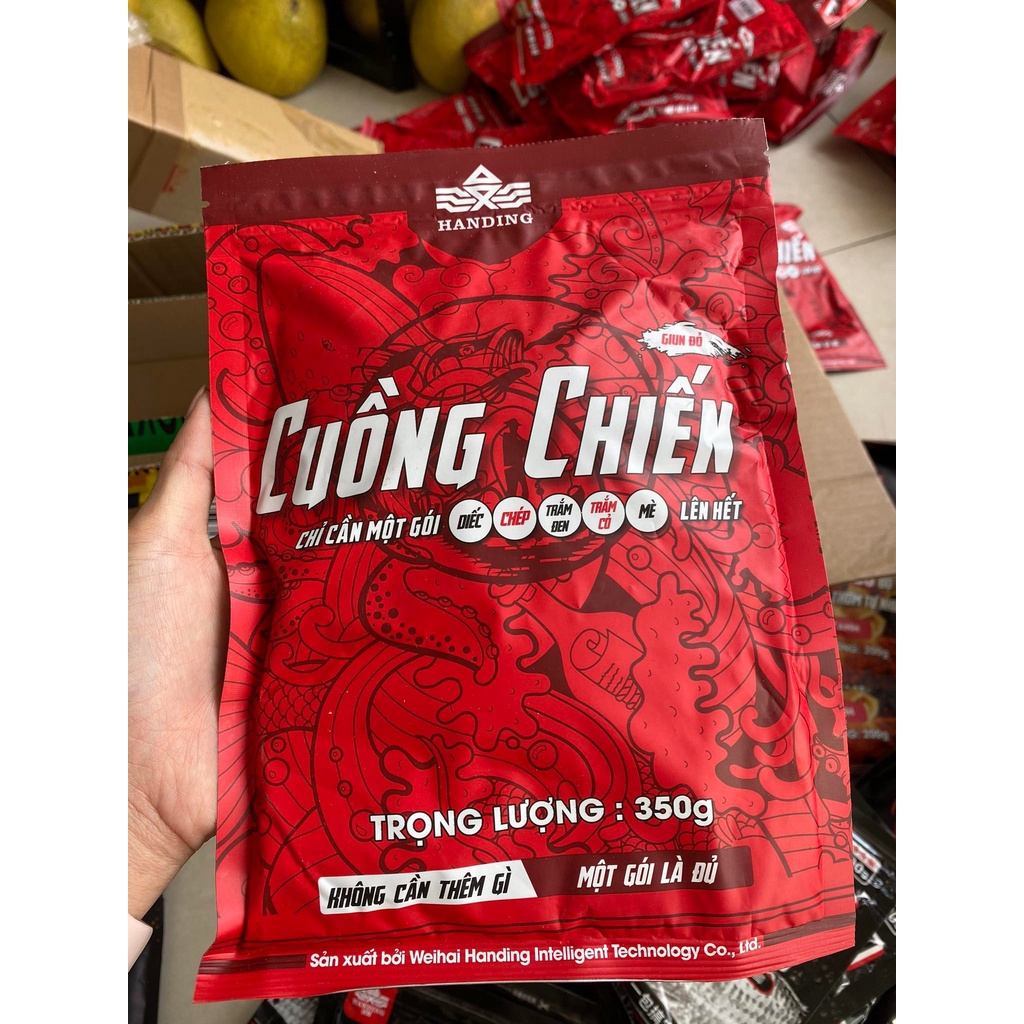 HANDING
GIUN ĐỎ
CUỒNG CHIẾN
CHỈ CẦN MỘT GÓI DIẾC CHÉP TRẮM ĐEN TRẮM CỎ MÈ LÊN HẾT
TRỌNG LƯỢNG : 350g
KHÔNG CẦN THÊM GÌ MỘT GÓI LÀ ĐỦ
Sản xuất bởi Weihai Handing Intelligent Technology Co., Ltd.
HANDING